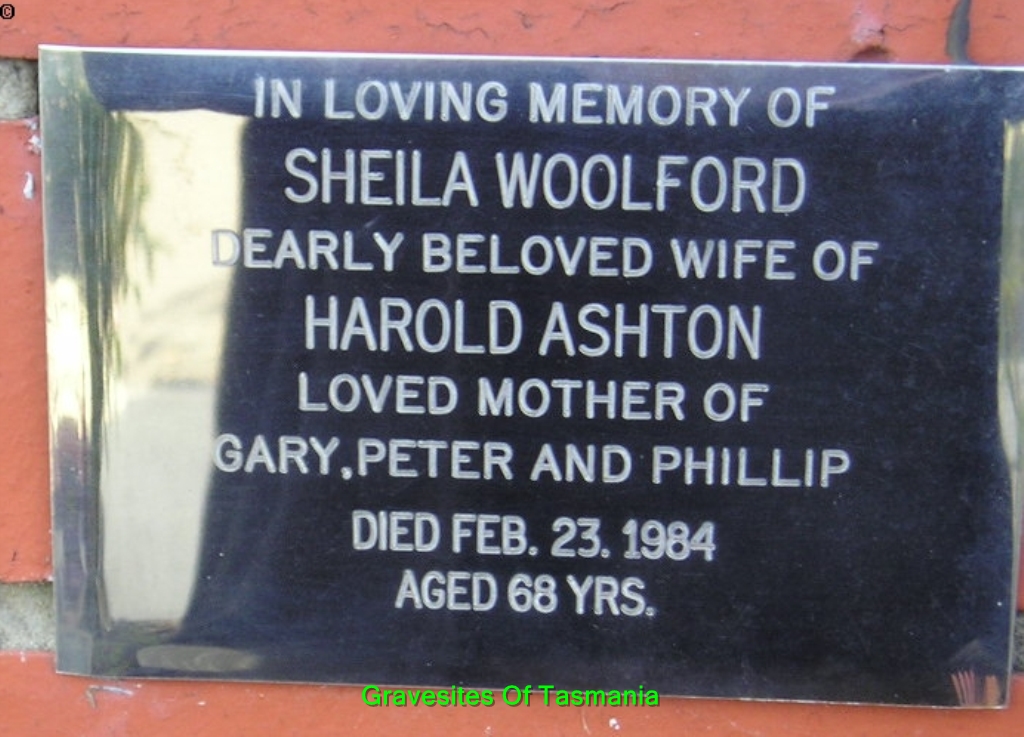 ©
IN LOVING MEMORY OF
SHEILA WOOLFORD
DEARLY BELOVED WIFE OF
HAROLD ASHTON
LOVED MOTHER OF
GARY, PETER AND PHILLIP
DIED FEB. 23. 1984
AGED 68 YRS.
Gravesites Of Tasmania